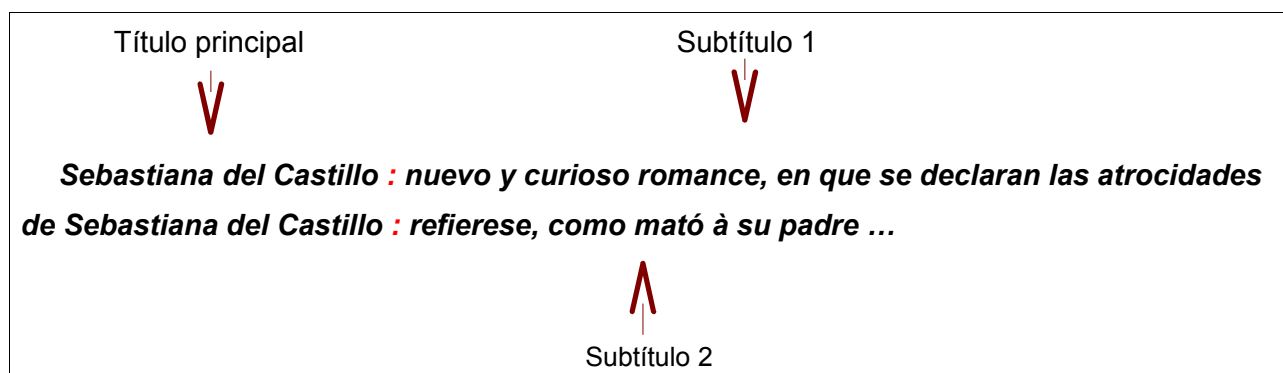 Título principal Subtítulo 1
Sebastiana del Castillo : nuevo y curioso romance, en que se declaran las atrocidades
de Sebastiana del Castillo : refierese, como mató à su padre …
Subtítulo 2